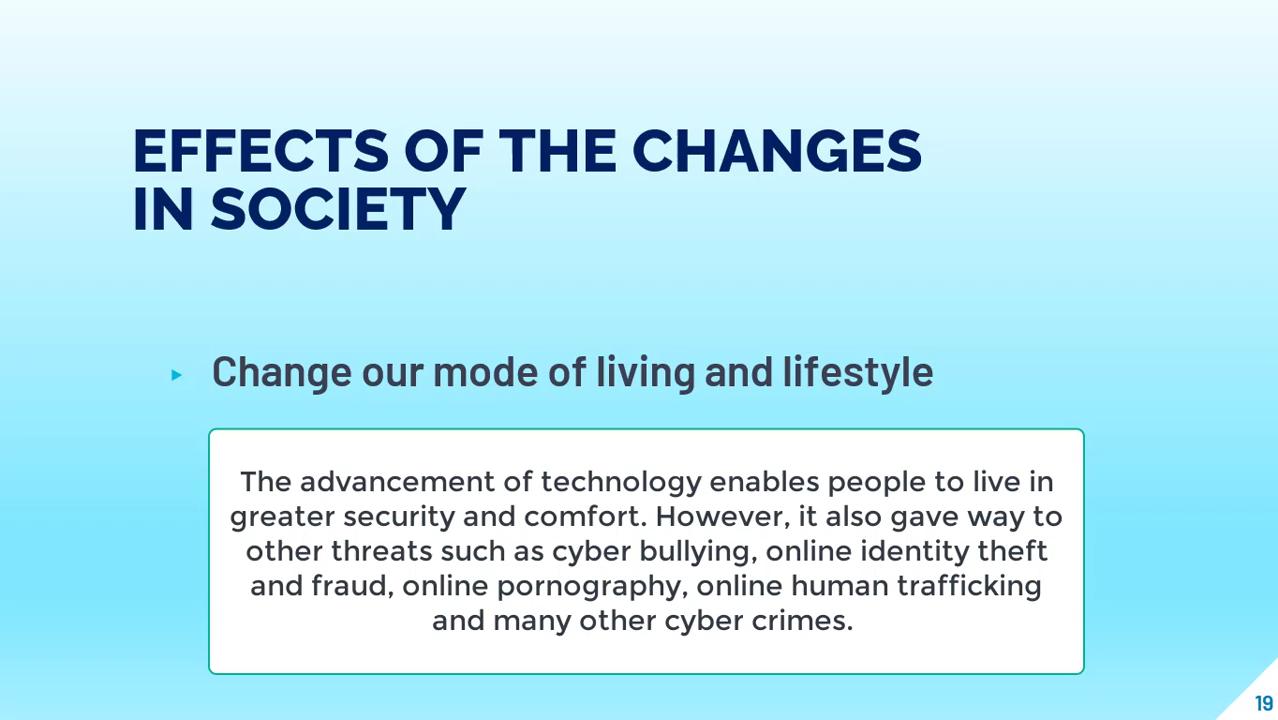 EFFECTS OF THE CHANGES
IN SOCIETY
▸ Change our mode of living and lifestyle
The advancement of technology enables people to live in
greater security and comfort. However, it also gave way to
other threats such as cyber bullying, online identity theft
and fraud, online pornography, online human trafficking
and many other cyber crimes.
19